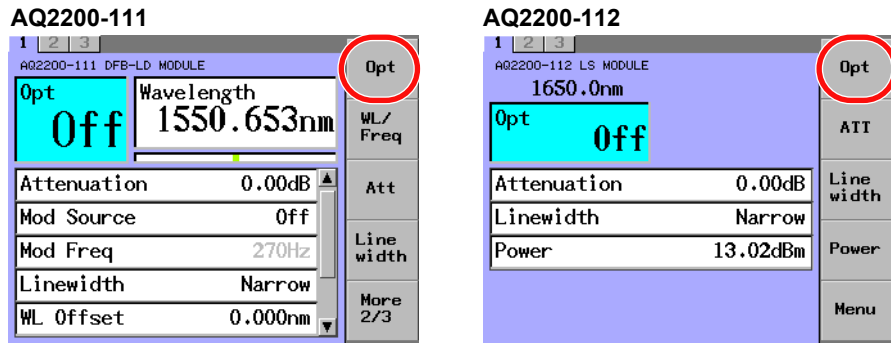 AQ2200-111
1 2 3
AQ2200-111 DFB-LD MODULE
Opt
Off
Wavelength
1550.653nm
Attenuation 0.00dB
Mod Source Off
Mod Freq 270Hz
Linewidth Narrow
WL Offset 0.000nm
Opt
WL/
Freq
Att
Line
width
More
2/3
AQ2200-112
1 2 3
AQ2200-112 LS MODULE
1650.0nm
Opt
Off
Attenuation 0.00dB
Linewidth Narrow
Power 13.02dBm
Opt
ATT
Line
width
Power
Menu